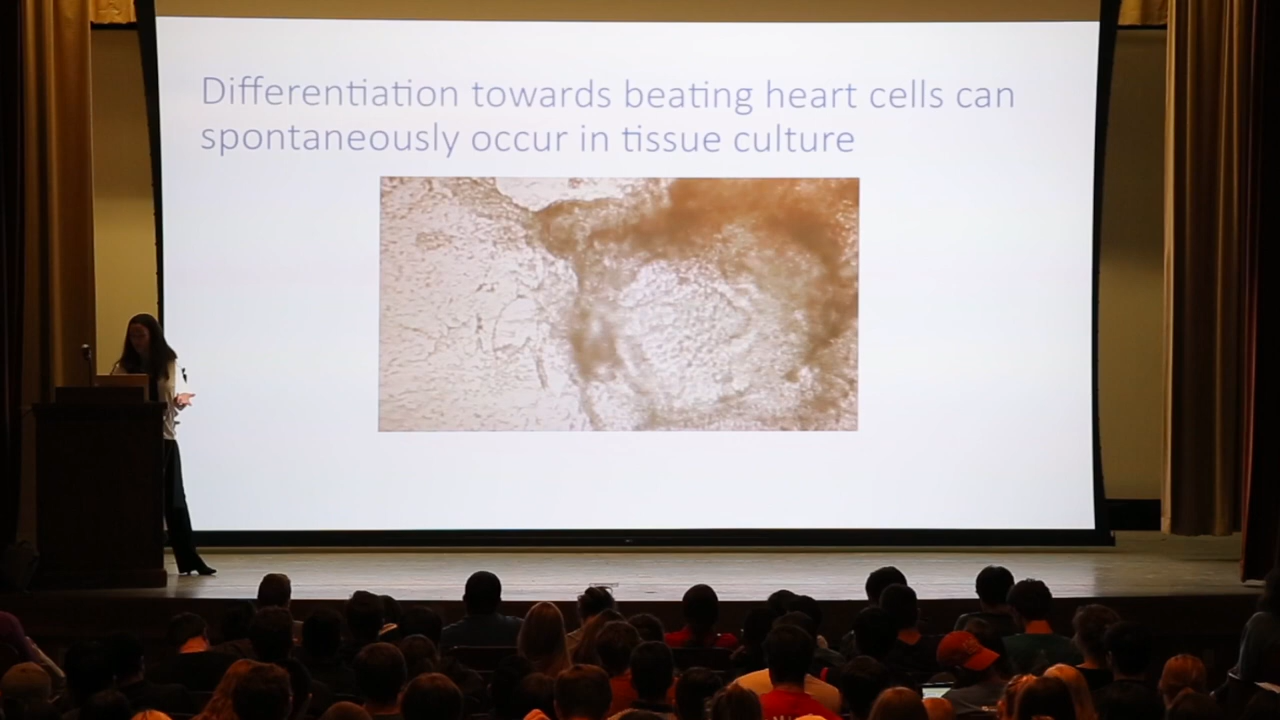 Differentiation towards beating heart cells can
spontaneously occur in tissue culture